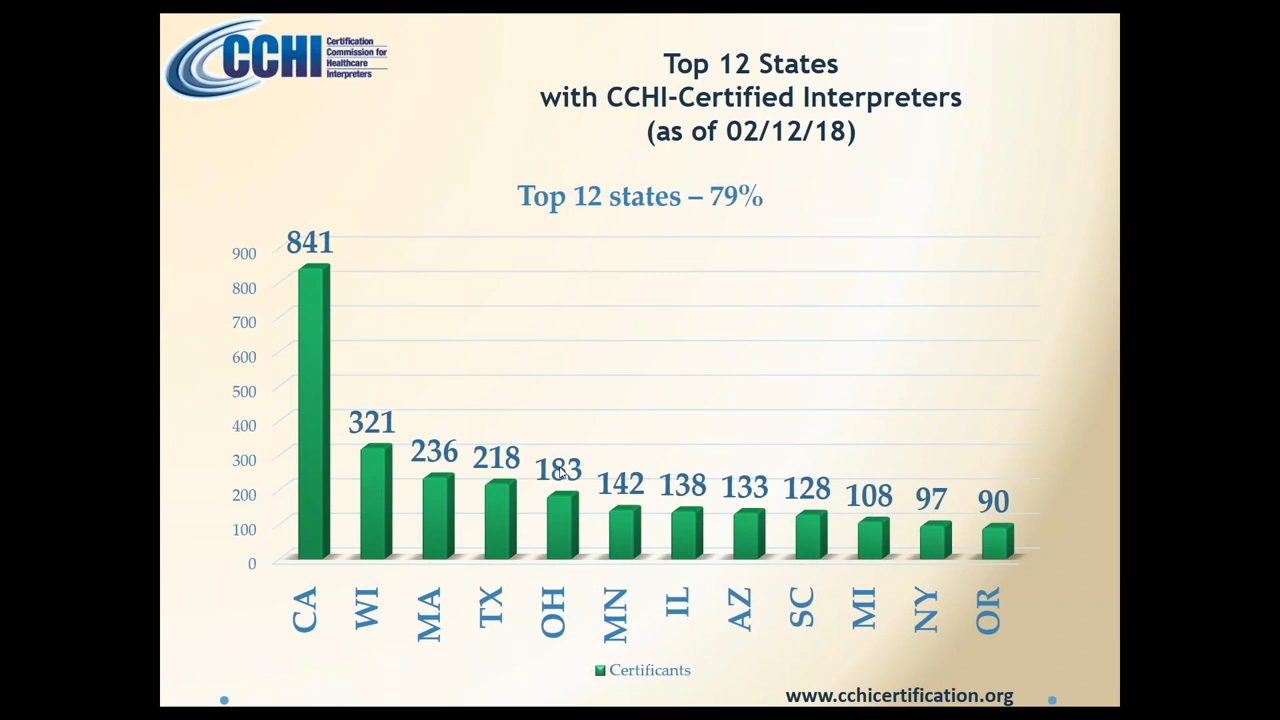 CCHI
Certification
Commission for
Healthcare
Interpreters
Top 12 States
with CCHI-Certified Interpreters
(as of 02/12/18)
Top 12 states – 79%
900
800
700
600
500
400
300
200
100
0
841
321
236
218
183
142
138
133
128
108
97
90
CA
WI
MA
TX
OH
MN
IL
AZ
SC
MI
NY
OR
Certificants
www.cchicertification.org